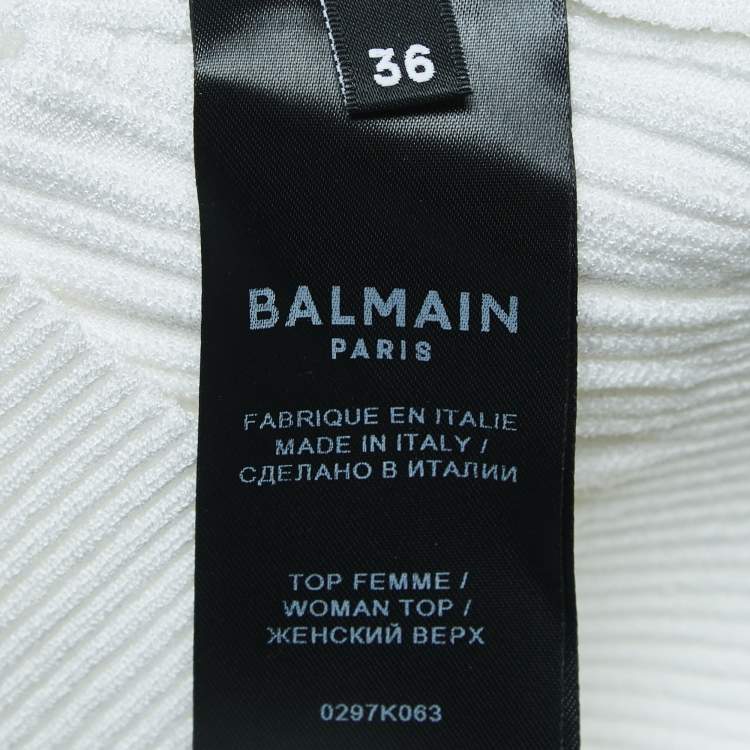 36
BALMAIN
PARIS
FABRIQUE EN ITALIE
MADE IN ITALY /
СДЕЛАНО В ИТАЛИИ
TOP FEMME /
WOMAN TOP /
ЖЕНСКИЙ ВЕРХ
0297K063